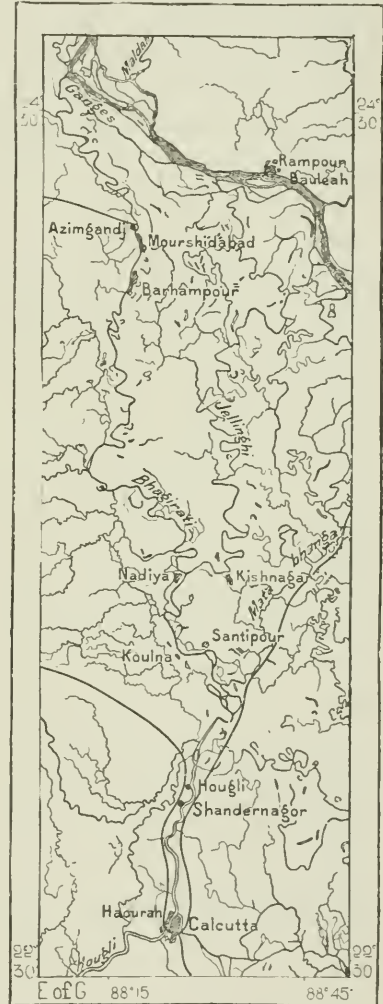 Maldah
24°
30
24°
30
Ganges
Rampour
Bauleah
Azimgandj
Mourshidabad
Barhampour
Jellinghi
Bhagirati
Mata bhanga
Nadiya
Kishnagar
Santipour
Koulna
Hougli
Shandernagor
Haourah
Calcutta
Hougli
22°
30
22°
30
E of G
88°15
88°45